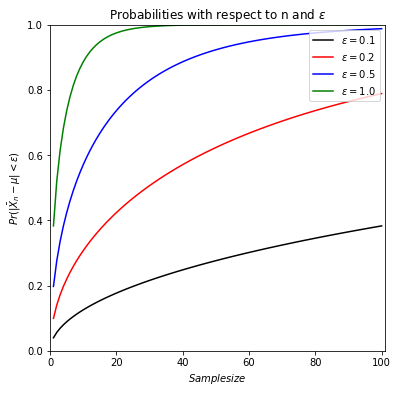 Probabilities with respect to n and ε
1.0
0.8
0.6
0.4
0.2
0.0
Pr(|X̄ₙ − μ| < ε)
ε = 0.1
ε = 0.2
ε = 0.5
ε = 1.0
0
20
40
60
80
100
Samplesize